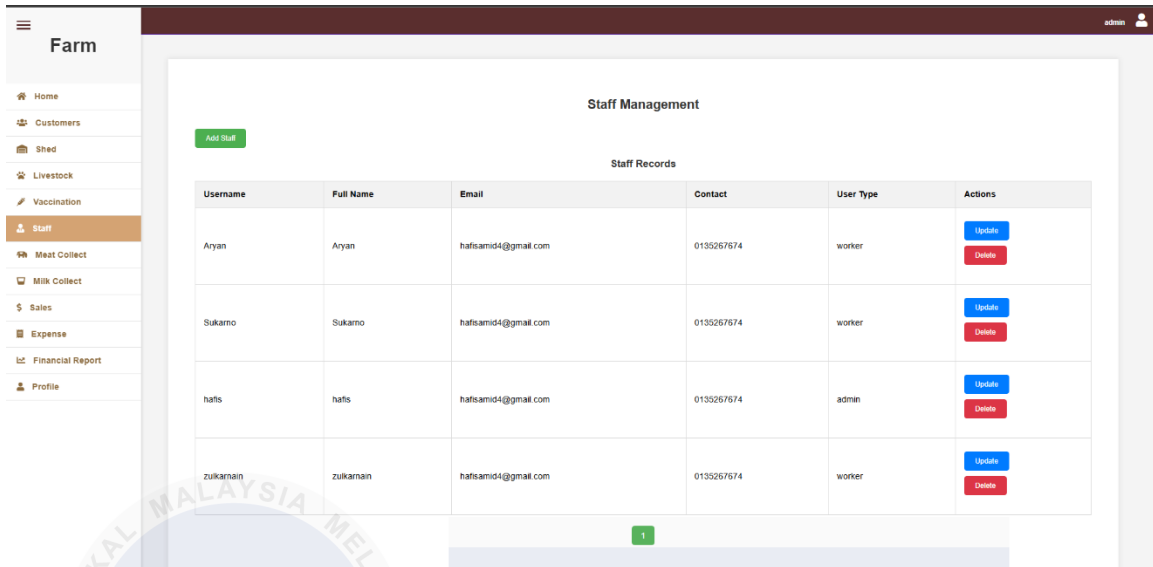 admin
Farm
Home
Customers
Shed
Livestock
Vaccination
Staff
Meat Collect
Milk Collect
$ Sales
Expense
Financial Report
Profile
Staff Management
Add Staff
Staff Records
Username Full Name Email Contact User Type Actions
Aryan Aryan hafisamid4@gmail.com 0135267674 worker Update
Delete
Sukarno Sukarno hafisamid4@gmail.com 0135267674 worker Update
Delete
hafis hafis hafisamid4@gmail.com 0135267674 admin Update
Delete
zulkarnain zulkarnain hafisamid4@gmail.com 0135267674 worker Update
Delete
1
KAL MALAYSIA MEL